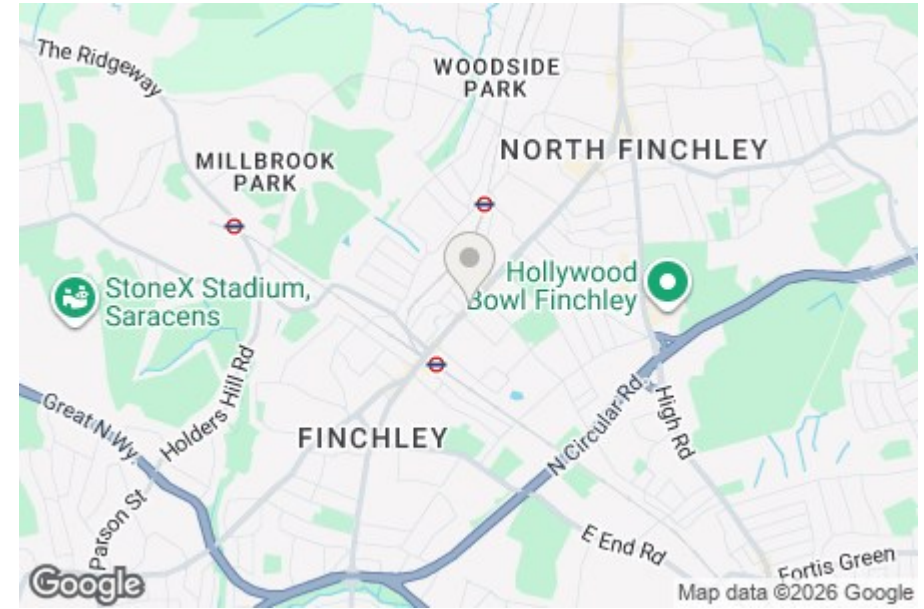 The Ridgeway
WOODSIDE
PARK
NORTH FINCHLEY
MILLBROOK
PARK
StoneX Stadium,
Saracens
Hollywood
Bowl Finchley
Holders Hill Rd
Great N Wy.
Parson St
FINCHLEY
N Circular Rd.
High Rd
E End Rd
Fortis Green
Google
Map data ©2026 Google